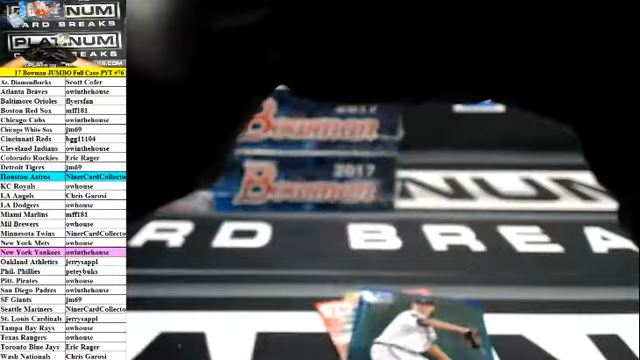 PLATINUM
CARD BREAKS
PLATINUM
17 Bowman JUMBO Full Case PYT #76
Az. Diamondbacks Scott Cofer
Atlanta Braves owinthehouse
Baltimore Orioles flyersfan
Boston Red Sox mff181
Chicago Cubs owinthehouse
Chicago White Sox jm69
Cincinnati Reds bgg11104
Cleveland Indians owinthehouse
Colorado Rockies Eric Rager
Detroit Tigers jm69
Houston Astros NinerCardCollecto
KC Royals owhouse
LA Angels Chris Garosi
LA Dodgers owhouse
Miami Marlins mff181
Mil Brewers owhouse
Minnesota Twins NinerCardCollecto
New York Mets owhouse
New York Yankees owinthehouse
Oakland Athletics jerrysappl
Phil. Phillies peteybuks
Pitt. Pirates owhouse
San Diego Padres owinthehouse
SF Giants jm69
Seattle Mariners NinerCardCollecto
St. Louis Cardinals jerrysappl
Tampa Bay Rays owhouse
Texas Rangers owhouse
Toronto Blue Jays Eric Rager
Wash Nationals Chris Garosi
2017
Bowman
2017
Bowman
NUM
RD BREA